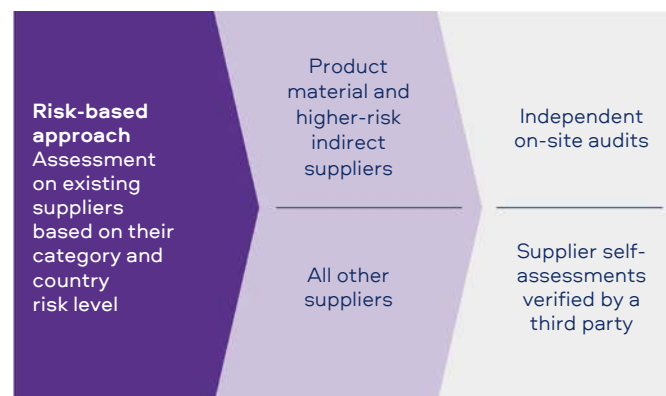 Risk-based
approach
Assessment
on existing
suppliers
based on their
category and
country
risk level
Product
material and
higher-risk
indirect
suppliers
All other
suppliers
Independent
on-site audits
Supplier self-
assessments
verified by a
third party